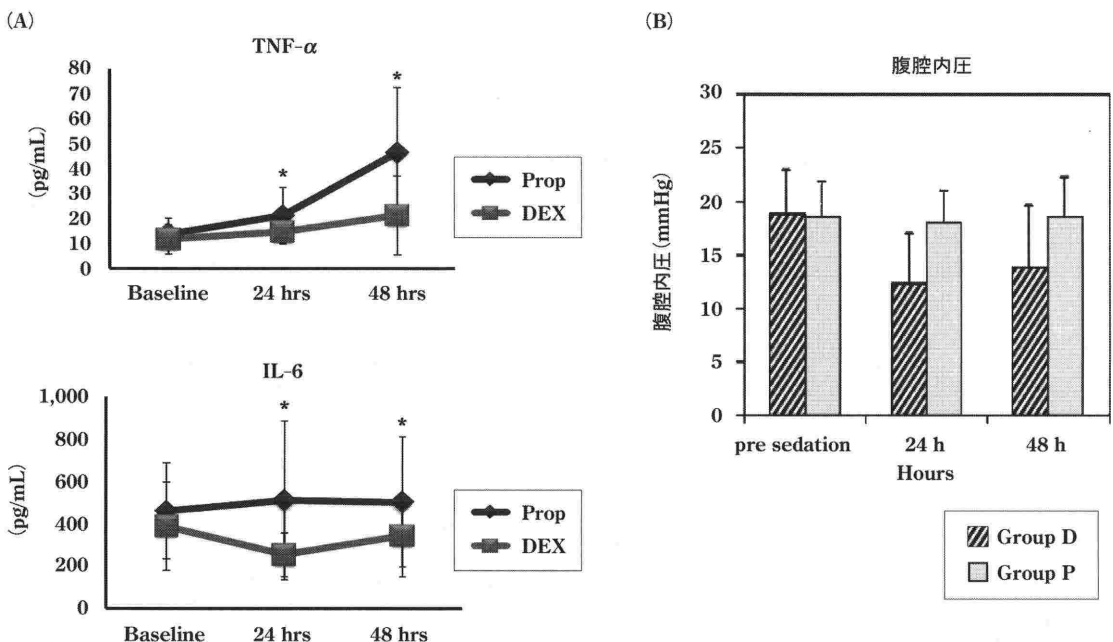 (A)
TNF-α
80
70
60
50
40
30
20
10
0
(pg/mL)
*
*
Prop
DEX
Baseline
24 hrs
48 hrs
IL-6
1,000
800
600
400
200
0
(pg/mL)
*
*
Prop
DEX
Baseline
24 hrs
48 hrs
(B)
腹腔内圧
30
25
20
15
10
5
0
腹腔内圧(mmHg)
pre sedation
24 h
48 h
Hours
Group D
Group P